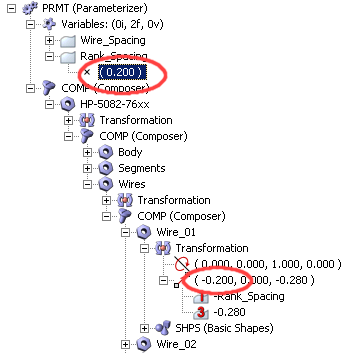 PRMT (Parameterizer)
Variables: (0i, 2f, 0v)
Wire_Spacing
Rank_Spacing
( 0.200 )
COMP (Composer)
HP-5082-76xx
Transformation
COMP (Composer)
Body
Segments
Wires
Transformation
COMP (Composer)
Wire_01
Transformation
( 0.000, 0.000, 1.000, 0.000 )
( -0.200, 0.000, -0.280 )
1 -Rank_Spacing
3 -0.280
SHPS (Basic Shapes)
Wire_02